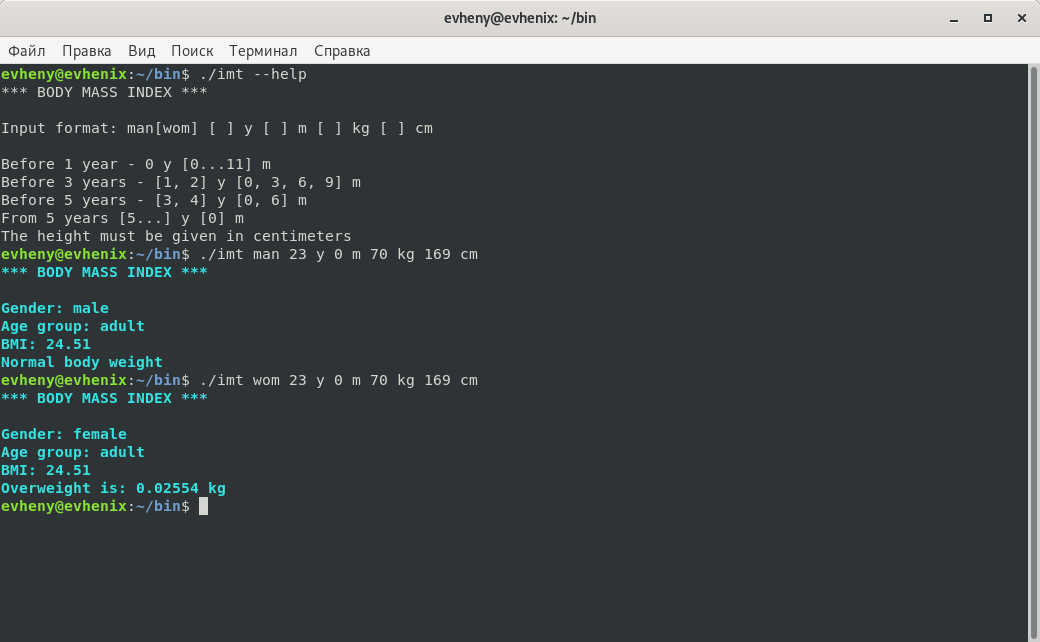 evheny@evhenix: ~/bin
Файл Правка Вид Поиск Терминал Справка
evheny@evhenix:~/bin$ ./imt --help
*** BODY MASS INDEX ***
Input format: man[wom] [ ] y [ ] m [ ] kg [ ] cm
Before 1 year - 0 y [0...11] m
Before 3 years - [1, 2] y [0, 3, 6, 9] m
Before 5 years - [3, 4] y [0, 6] m
From 5 years [5...] y [0] m
The height must be given in centimeters
evheny@evhenix:~/bin$ ./imt man 23 y 0 m 70 kg 169 cm
*** BODY MASS INDEX ***
Gender: male
Age group: adult
BMI: 24.51
Normal body weight
evheny@evhenix:~/bin$ ./imt wom 23 y 0 m 70 kg 169 cm
*** BODY MASS INDEX ***
Gender: female
Age group: adult
BMI: 24.51
Overweight is: 0.02554 kg
evheny@evhenix:~/bin$